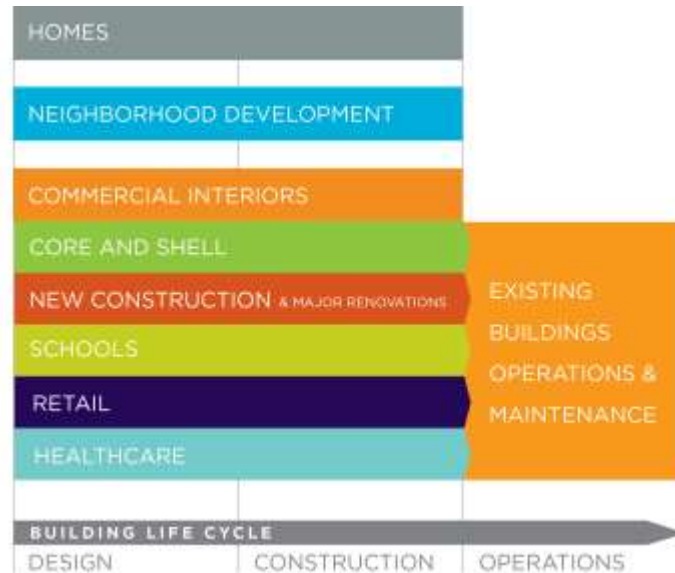 HOMES
NEIGHBORHOOD DEVELOPMENT
COMMERCIAL INTERIORS
CORE AND SHELL
NEW CONSTRUCTION & MAJOR RENOVATIONS
SCHOOLS
RETAIL
HEALTHCARE
EXISTING
BUILDINGS
OPERATIONS &
MAINTENANCE
BUILDING LIFE CYCLE
DESIGN
CONSTRUCTION
OPERATIONS